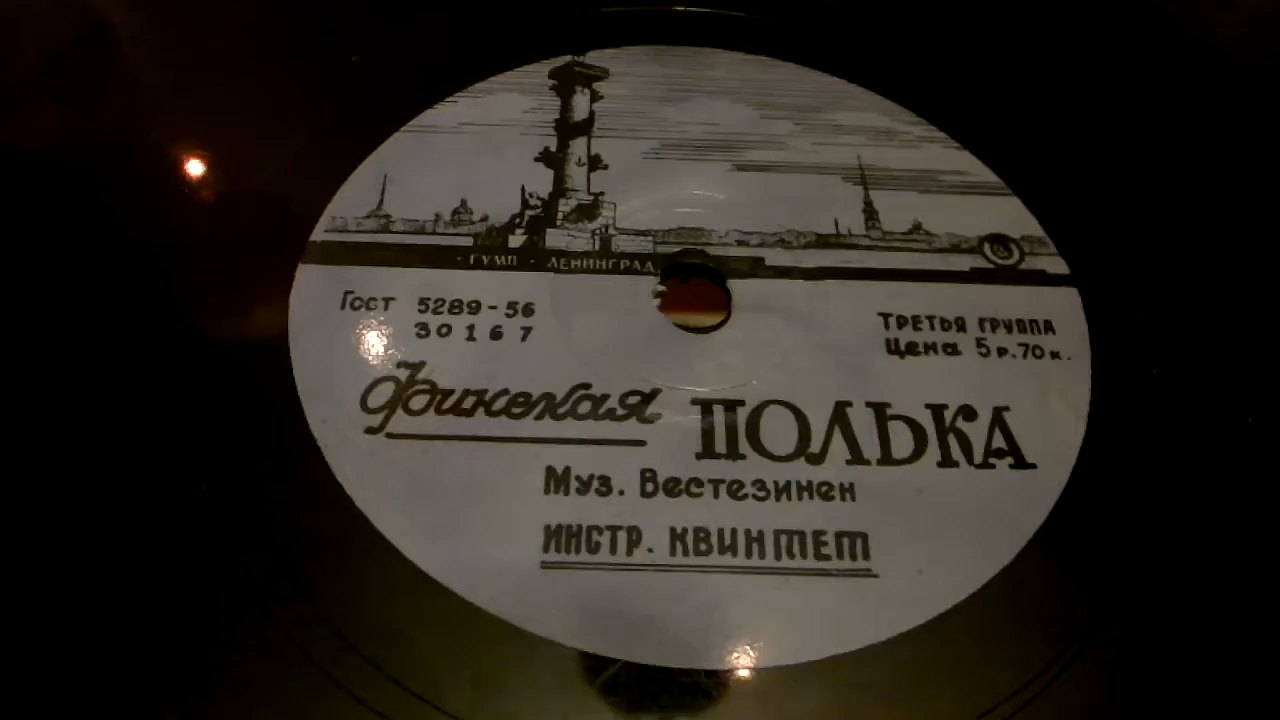 · ГУМП · ЛЕНИНГРАД
ГОСТ 5289-56
30167
ТРЕТЬЯ ГРУППА
Цена 5р.70к.
Финская ПОЛЬКА
Муз. Вестезинен
ИНСТР. КВИНТЕТ